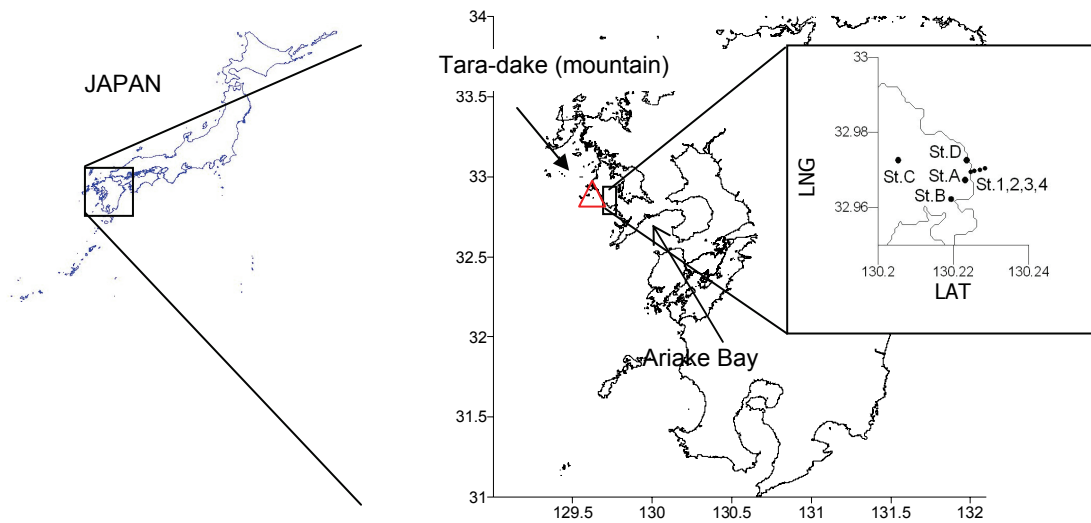 JAPAN
34
Tara-dake (mountain)
33.5
33
32.5
32
31.5
31
129.5 130 130.5 131 131.5 132
Ariake Bay
33
32.98
32.96
LNG
St.D
St.C
St.A
St.1,2,3,4
St.B
130.2 130.22 130.24
LAT